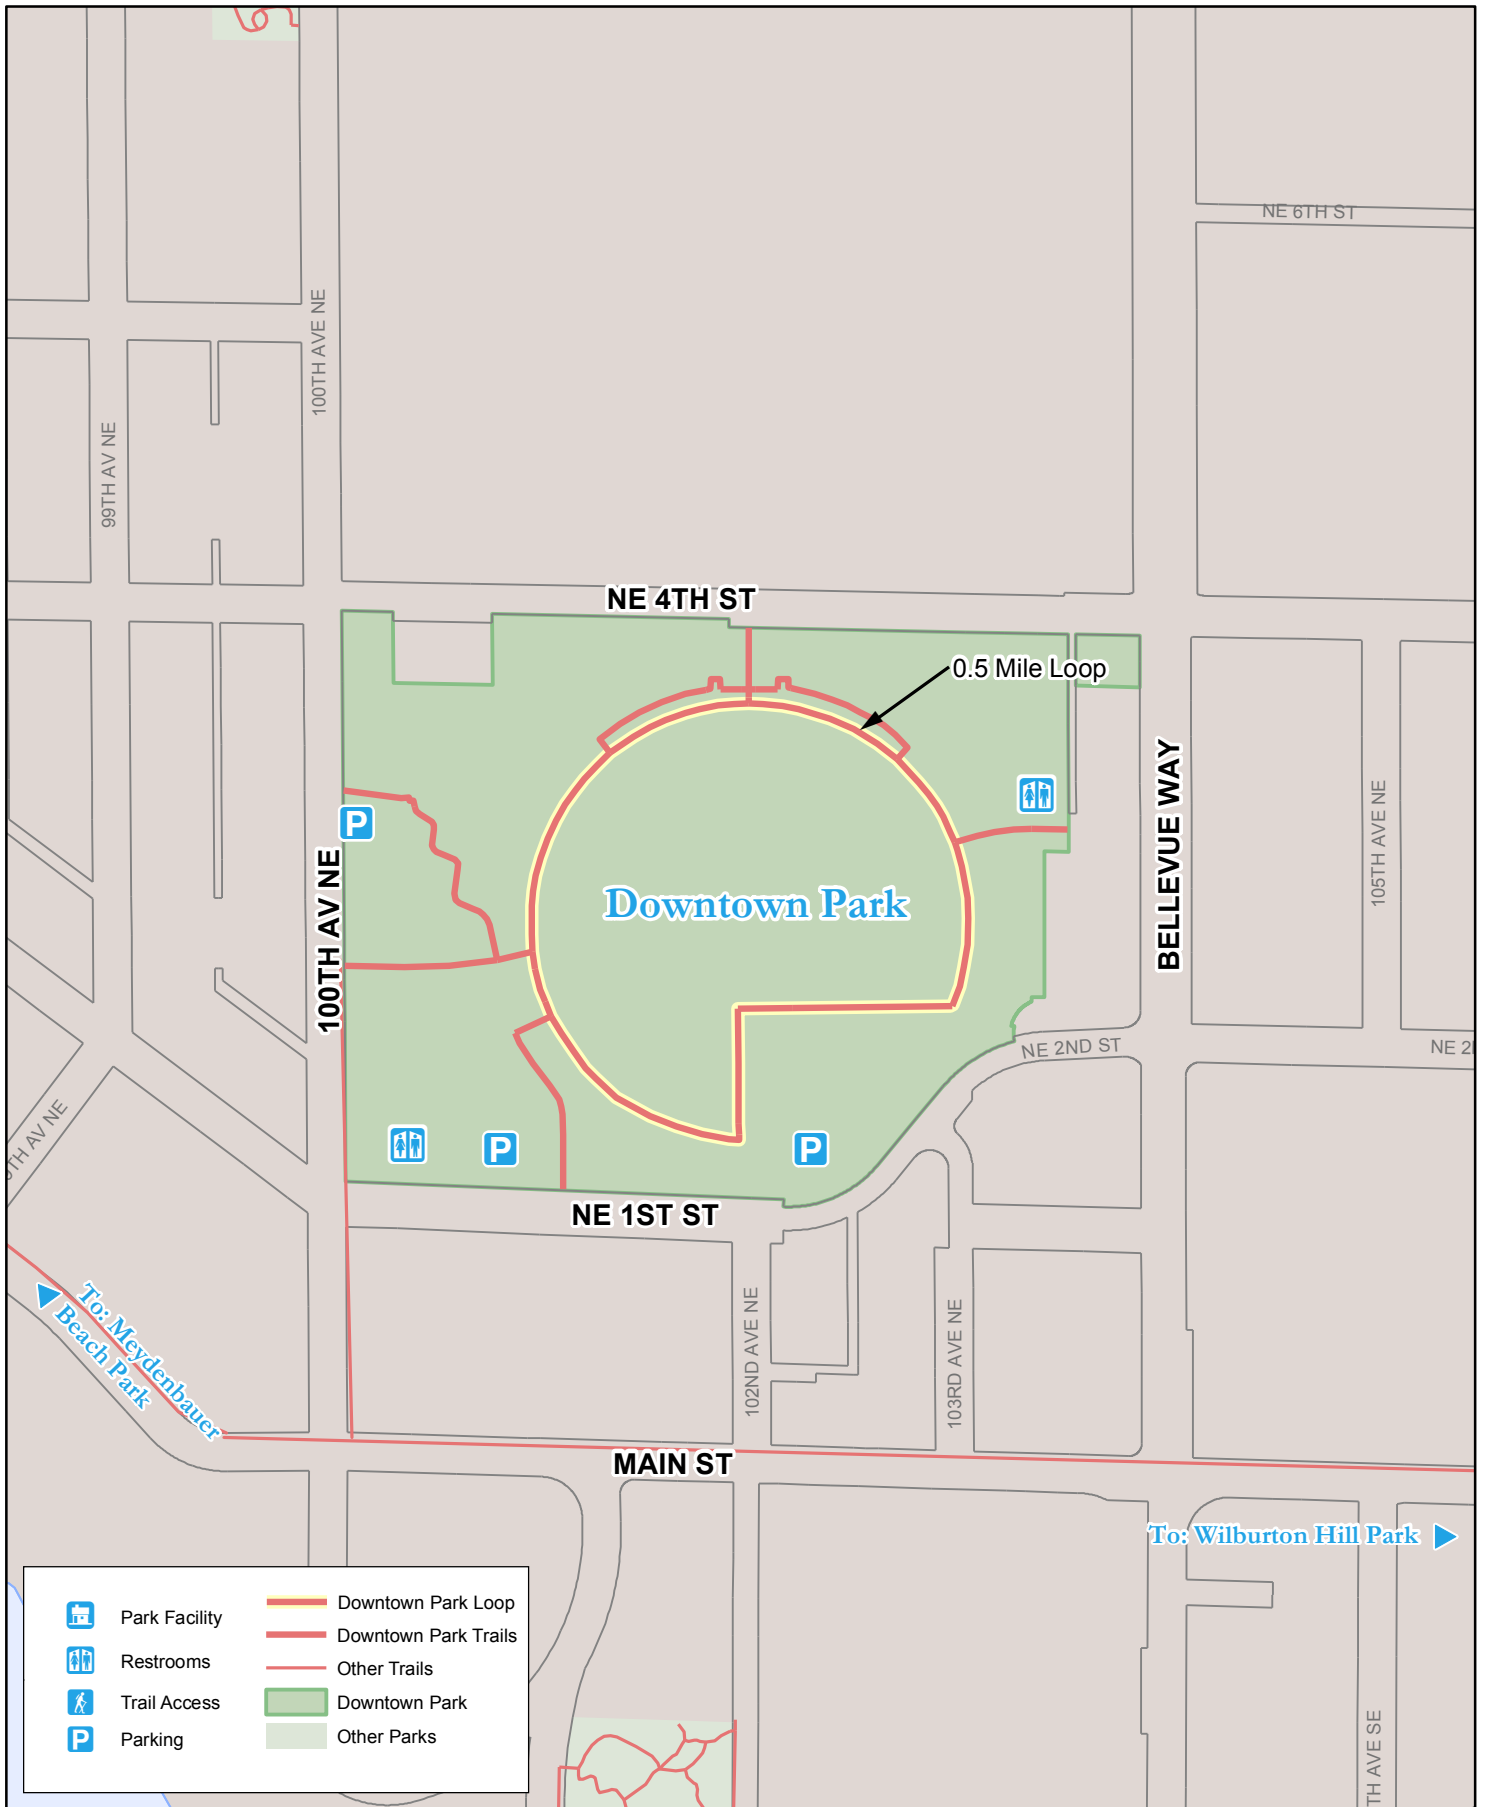 NE 6TH ST
100TH AVE NE
99TH AV NE
NE 4TH ST
0.5 Mile Loop
BELLEVUE WAY
105TH AVE NE
P
100TH AV NE
Downtown Park
NE 2ND ST
NE 2
TH AV NE
P
P
NE 1ST ST
To: Meydenbauer
Beach Park
102ND AVE NE
103RD AVE NE
MAIN ST
To: Wilburton Hill Park
Park Facility
Restrooms
Trail Access
P
Parking
Downtown Park Loop
Downtown Park Trails
Other Trails
Downtown Park
Other Parks
TH AVE SE